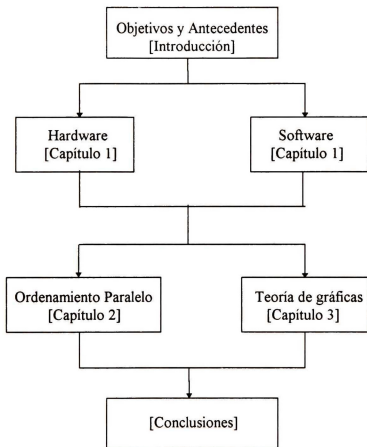 Objetivos y Antecedentes
[Introducción]
Hardware
[Capítulo 1]
Software
[Capítulo 1]
Ordenamiento Paralelo
[Capítulo 2]
Teoría de gráficas
[Capítulo 3]
[Conclusiones]